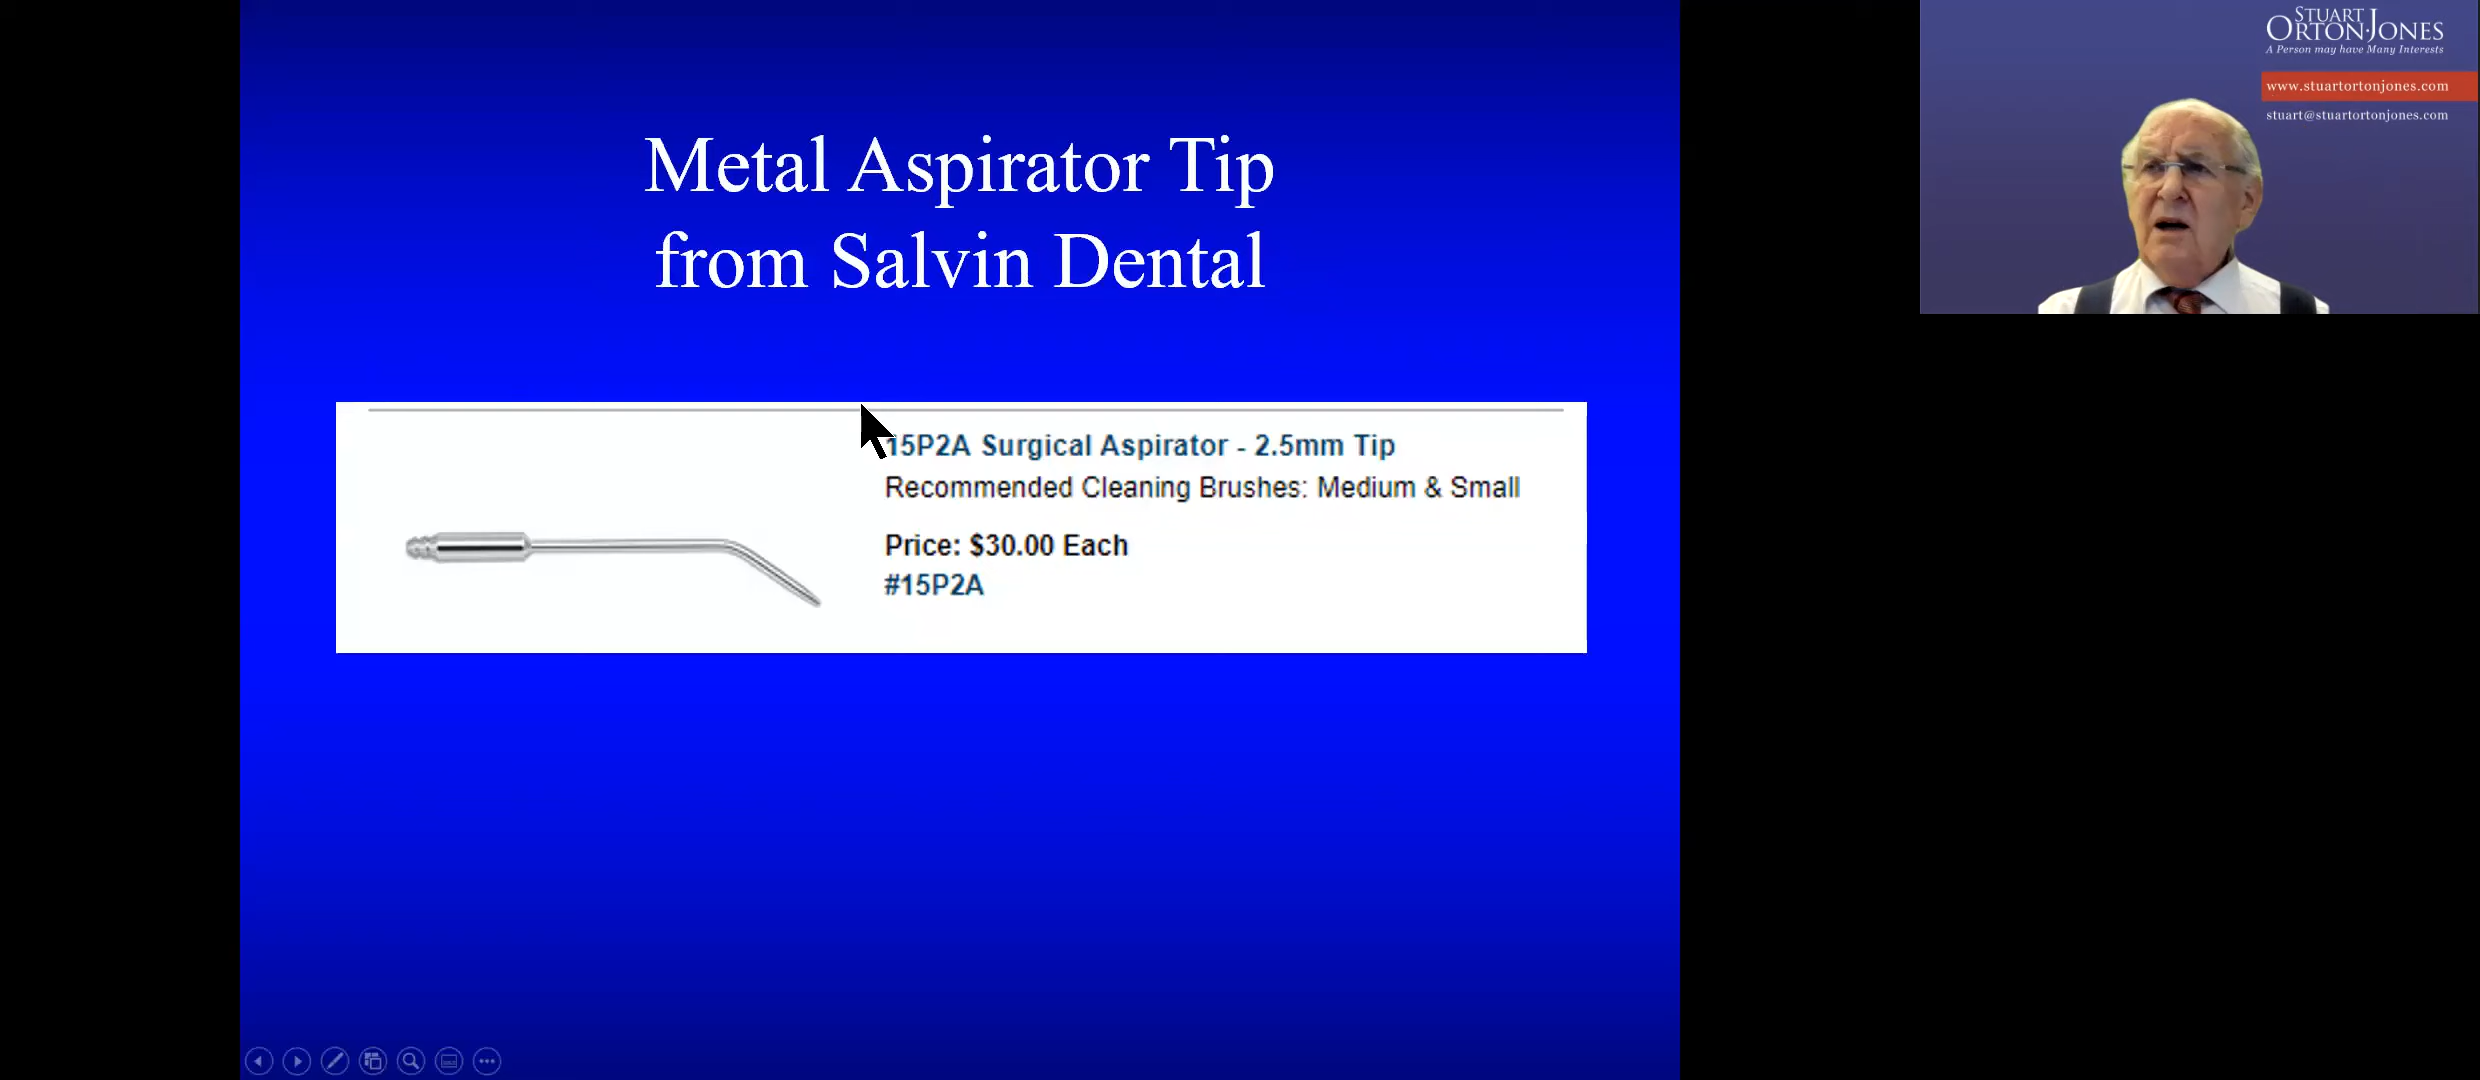 Metal Aspirator Tip
from Salvin Dental
15P2A Surgical Aspirator - 2.5mm Tip
Recommended Cleaning Brushes: Medium & Small
Price: $30.00 Each
#15P2A
STUART
ORTON-JONES
A Person may have Many Interests
www.stuartortonjones.com
stuart@stuartortonjones.com